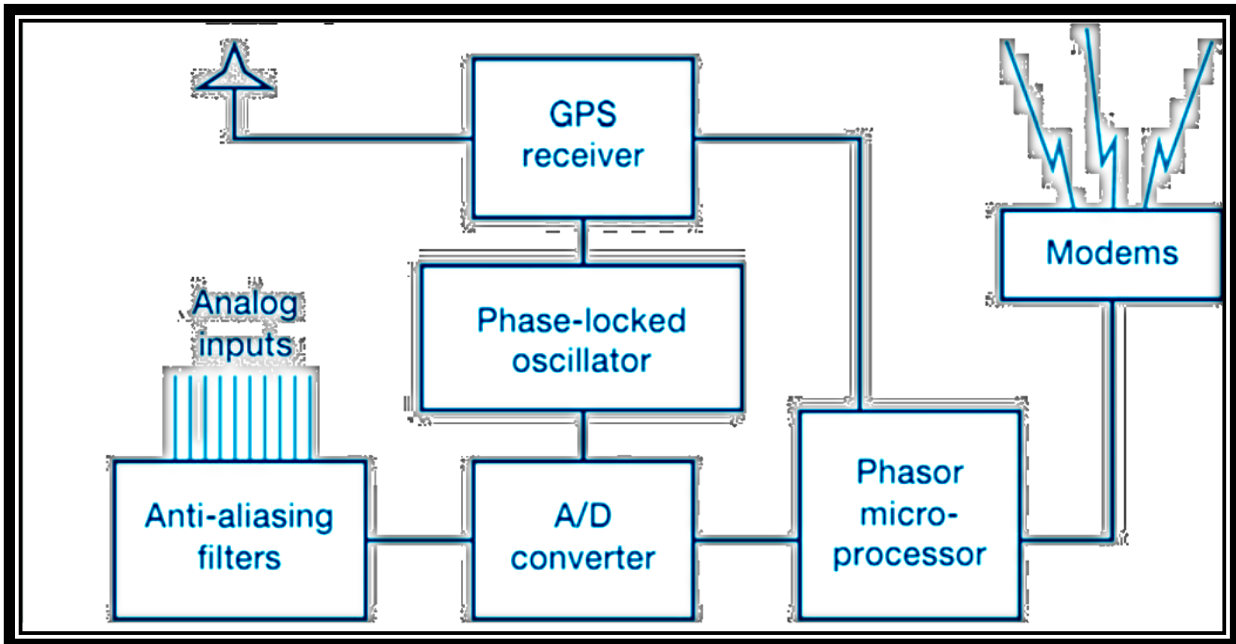 GPS
receiver
Modems
Analog
inputs
Phase-locked
oscillator
Anti-aliasing
filters
A/D
converter
Phasor
micro-
processor